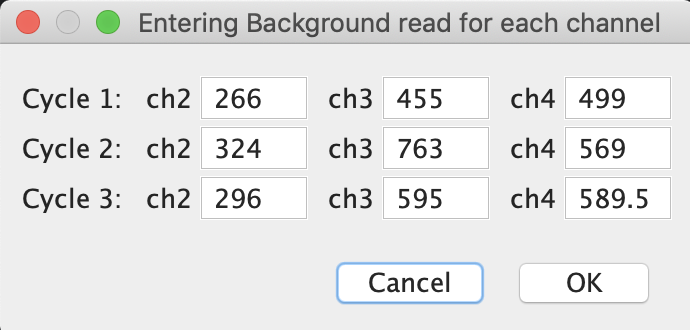 Entering Background read for each channel
Cycle 1: ch2 266 ch3 455 ch4 499
Cycle 2: ch2 324 ch3 763 ch4 569
Cycle 3: ch2 296 ch3 595 ch4 589.5
Cancel OK